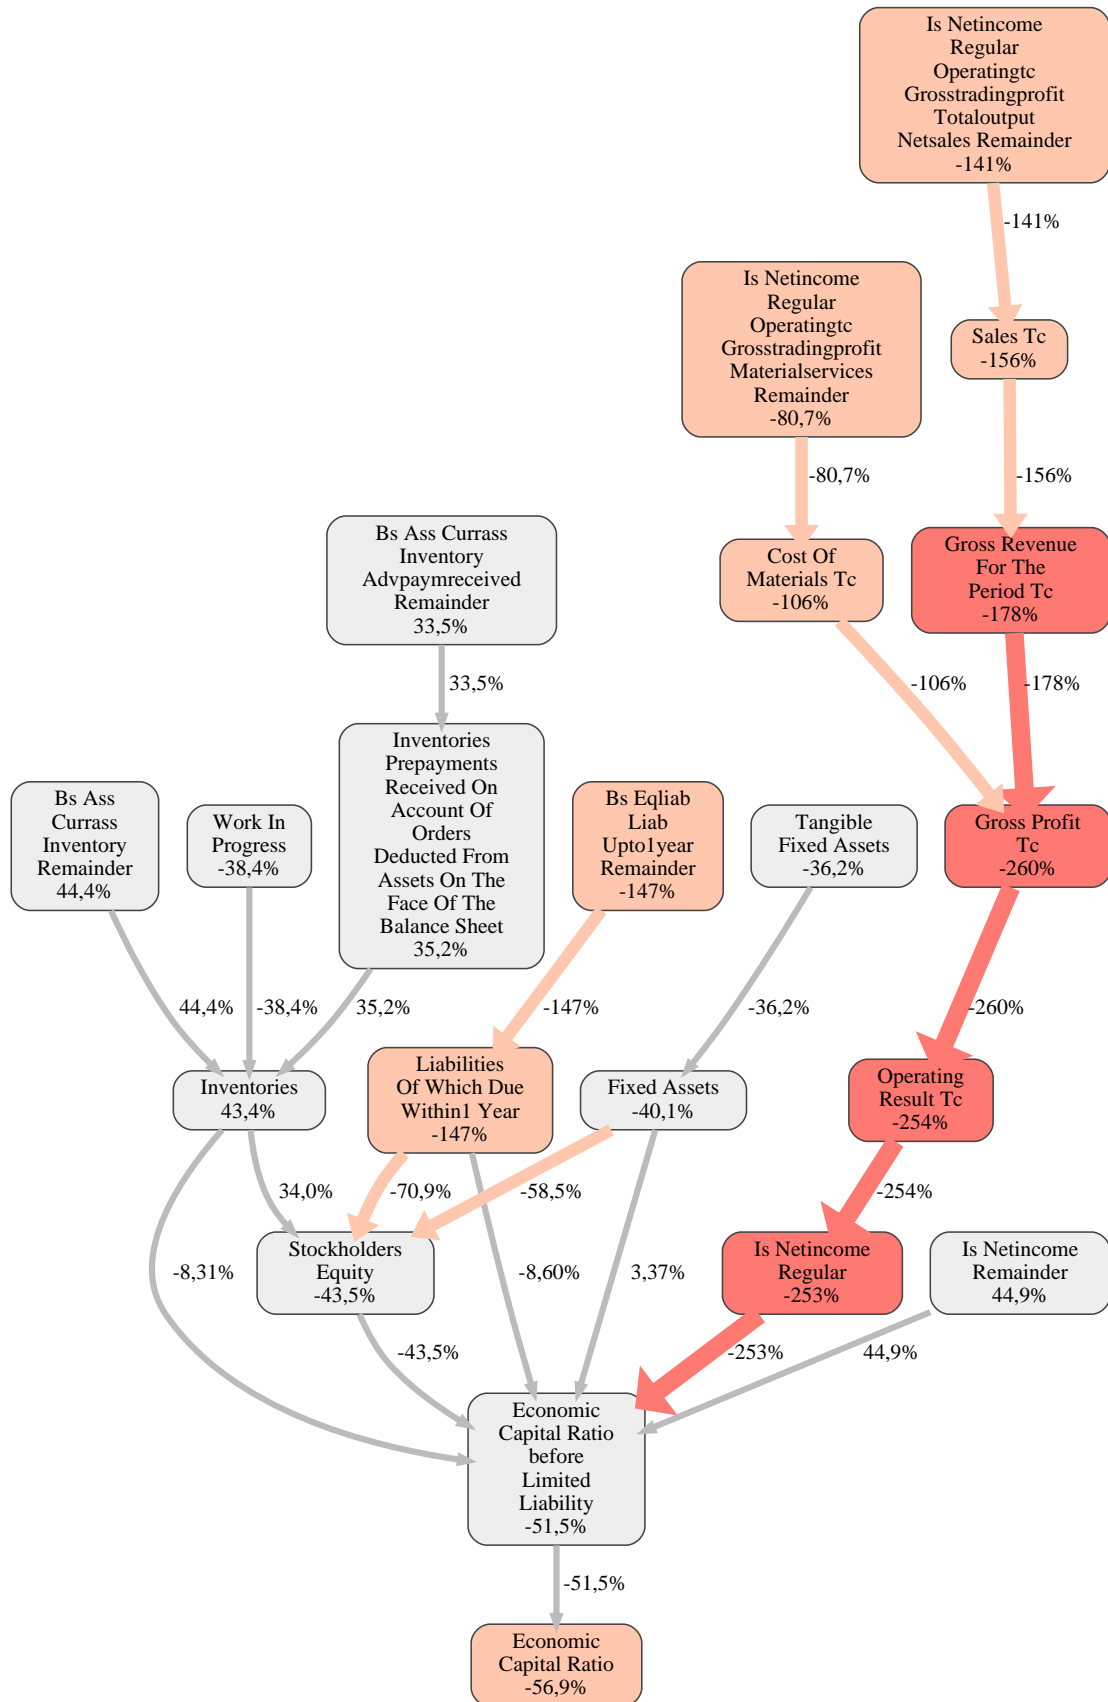 Is Netincome
Regular
Operatingtc
Grosstradingprofit
Totaloutput
Netsales Remainder
-141%
-141%
Is Netincome
Regular
Operatingtc
Grosstradingprofit
Materialservices
Remainder
-80,7%
Sales Tc
-156%
-80,7%
-156%
Bs Ass Currass
Inventory
Advpaymreceived
Remainder
33,5%
Cost Of
Materials Tc
-106%
Gross Revenue
For The
Period Tc
-178%
33,5%
-106%
-178%
Bs Ass
Currass
Inventory
Remainder
44,4%
Work In
Progress
-38,4%
Inventories
Prepayments
Received On
Account Of
Orders
Deducted From
Assets On The
Face Of The
Balance Sheet
35,2%
Bs Eqliab
Liab
Upto1year
Remainder
-147%
Tangible
Fixed Assets
-36,2%
Gross Profit
Tc
-260%
44,4%
-38,4%
35,2%
-147%
-36,2%
-260%
Inventories
43,4%
Liabilities
Of Which Due
Within1 Year
-147%
Fixed Assets
-40,1%
Operating
Result Tc
-254%
34,0%
-70,9%
-58,5%
-254%
-8,31%
Stockholders
Equity
-43,5%
-8,60%
3,37%
Is Netincome
Regular
-253%
Is Netincome
Remainder
44,9%
-43,5%
-253%
44,9%
Economic
Capital Ratio
before
Limited
Liability
-51,5%
-51,5%
Economic
Capital Ratio
-56,9%